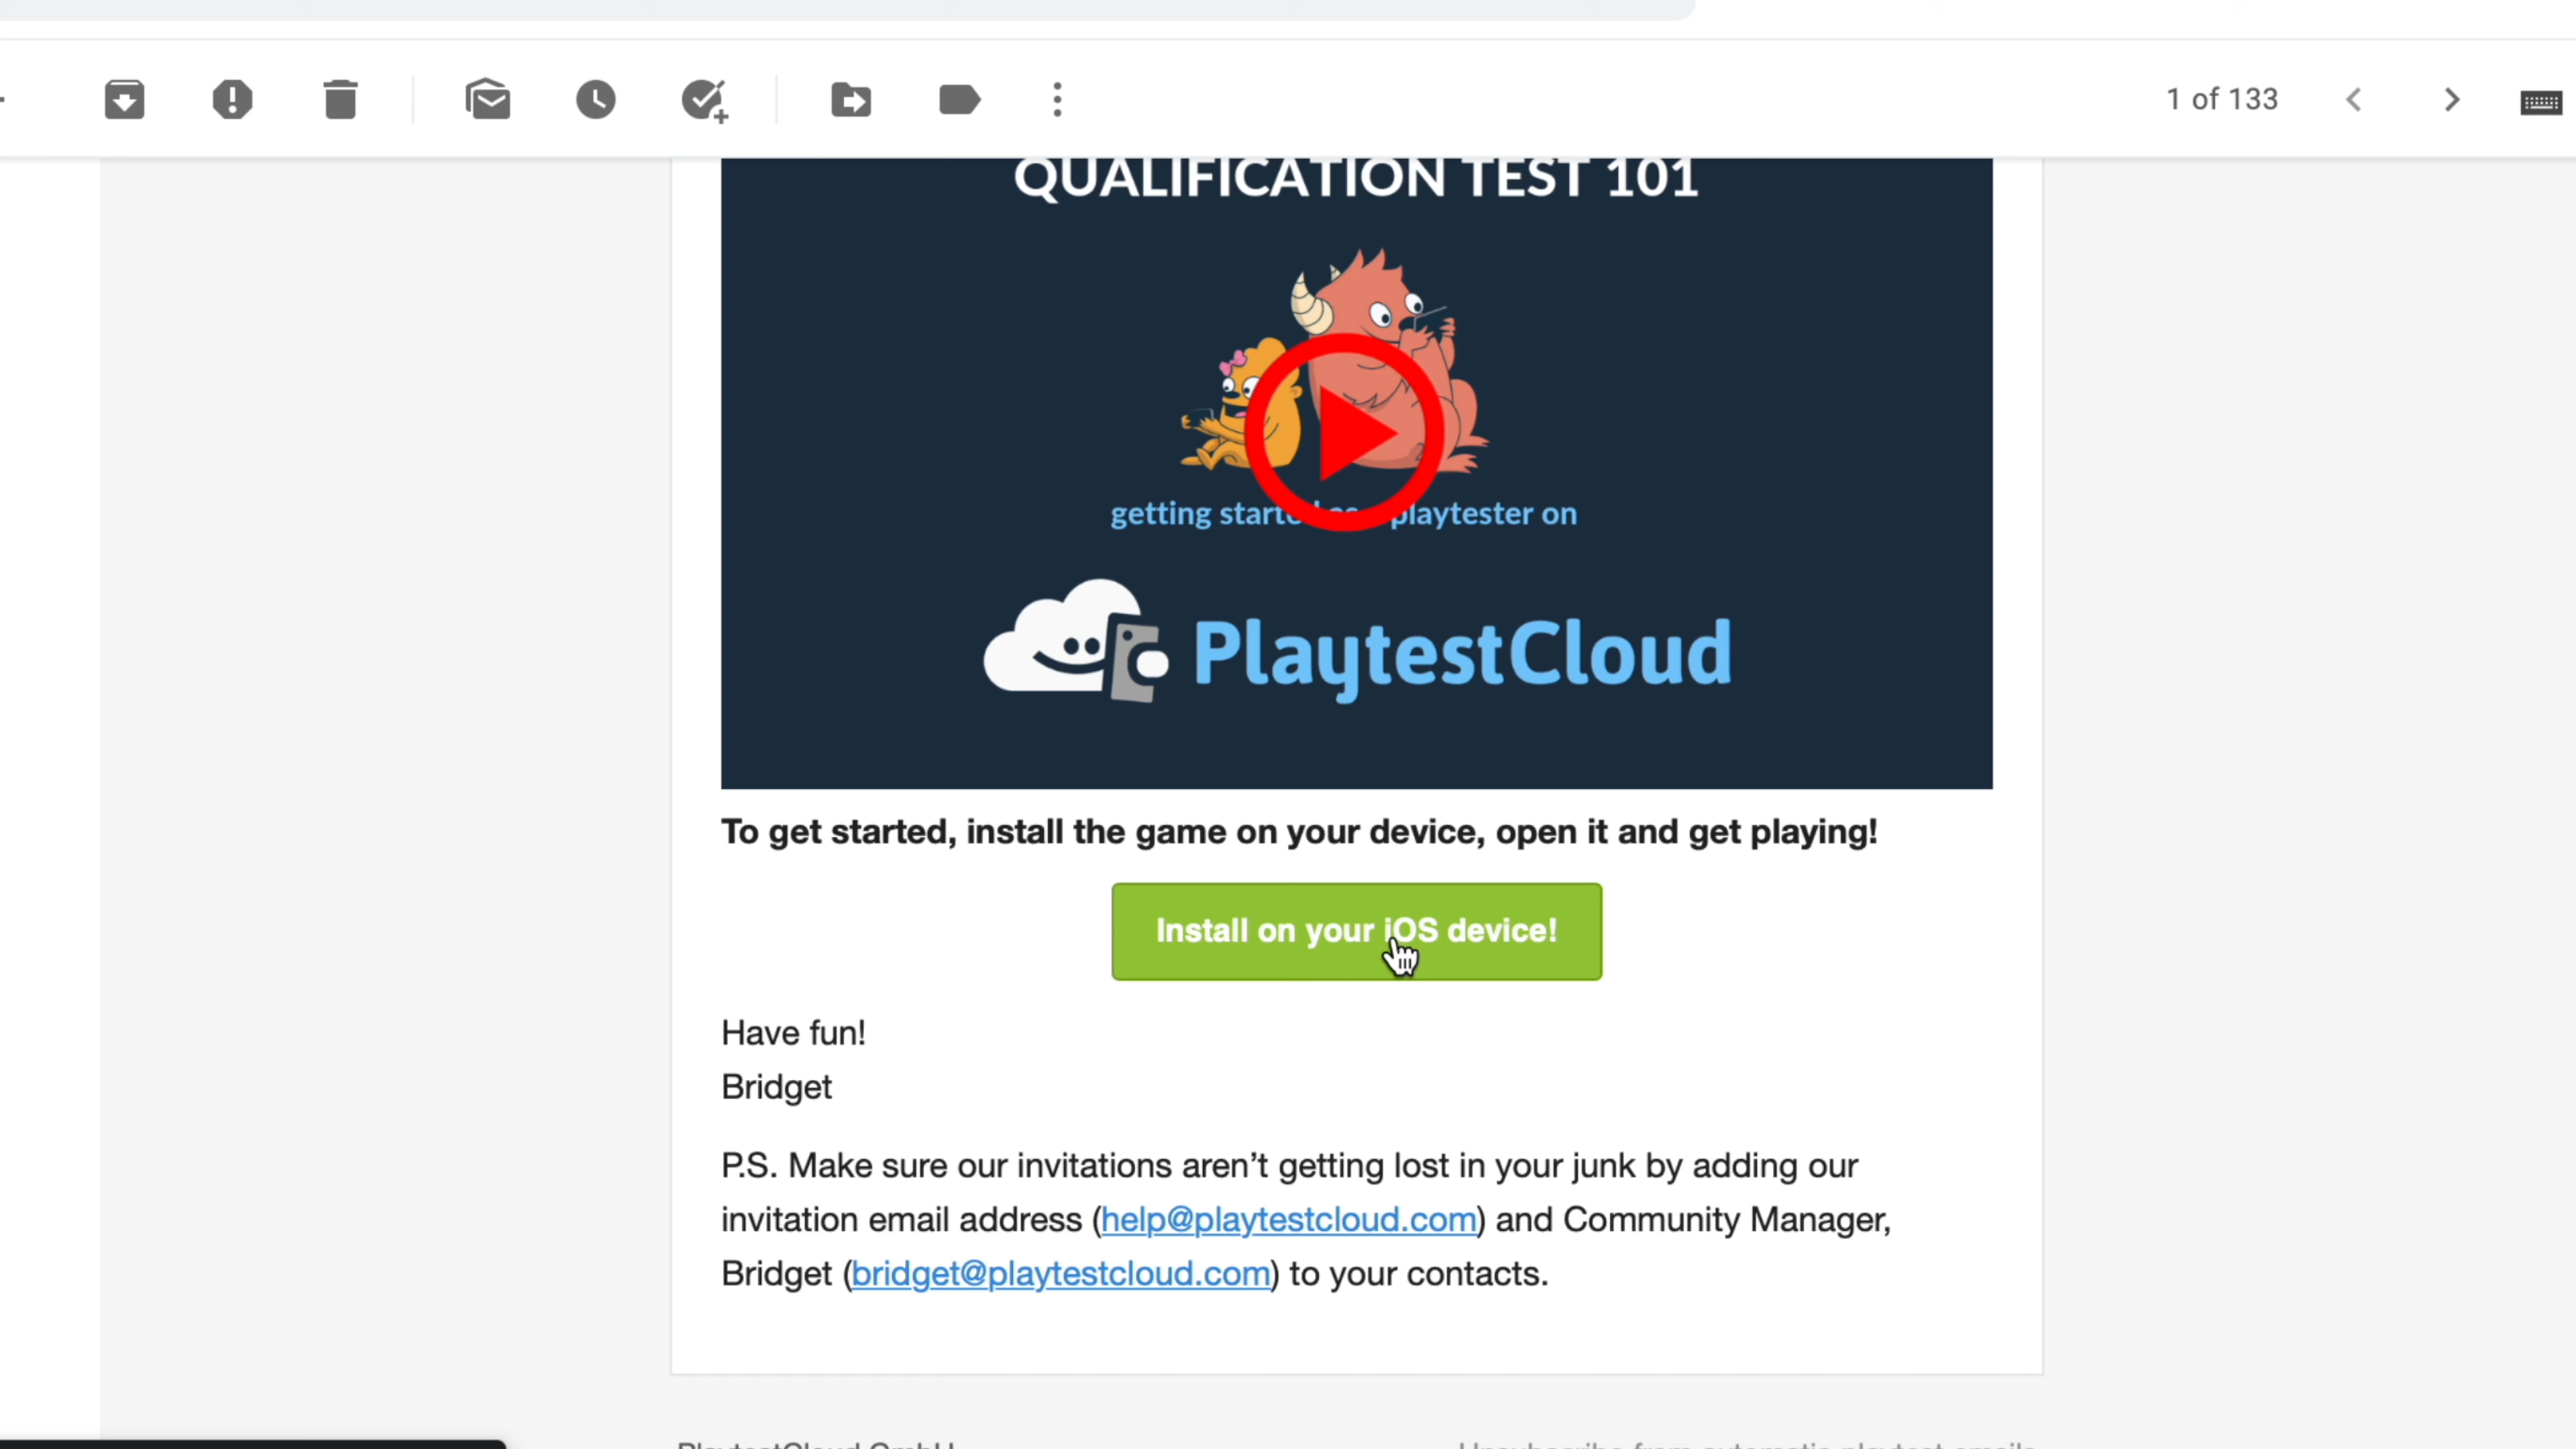 1 of 133
QUALIFICATION TEST 101
getting playtester on
PlaytestCloud
To get started, install the game on your device, open it and get playing!
Install on your iOS device!
Have fun!
Bridget
P.S. Make sure our invitations aren’t getting lost in your junk by adding our
invitation email address (help@playtestcloud.com) and Community Manager,
Bridget (bridget@playtestcloud.com) to your contacts.